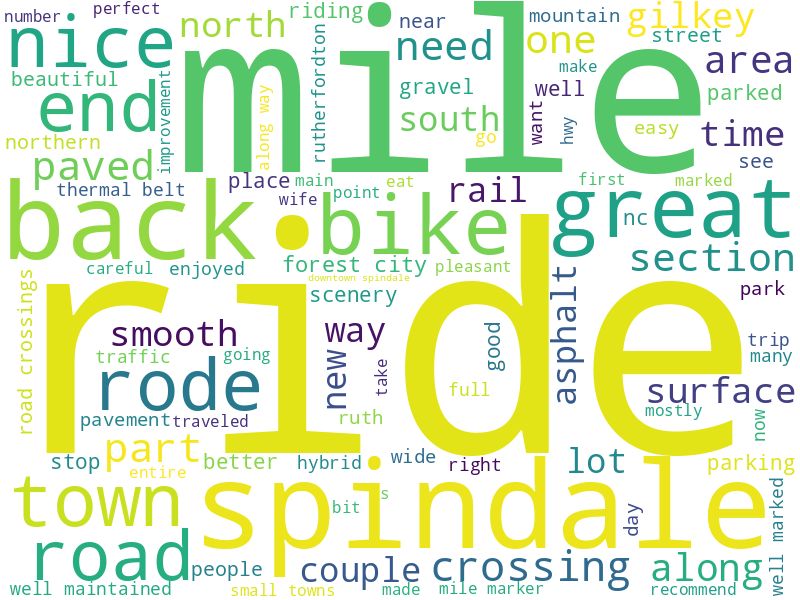 number
perfect
nice
beautiful
end
northern
paved
improvement
north
riding
mile
along way
rutherfordton
near
need
gravel
south
go
mountain
one
make
well
want
hwy
gilkey
street
area
parked
easy
time
see
thermal belt
place
main
wife
point
eat
rail
first
marked
back
bike
great
nc
section
careful
enjoyed
forest city
pleasant
downtown spindale
scenery
park
road crossings
ride
smooth
traffic
going
way
new
take
good
full
asphalt
trip
many
rode
surface
mostly
now
pavement
traveled
ruth
part
stop
entire
better
hybrid
wide
right
lot
parking
town
spindale
s
bit
day
well marked
road
people
couple
crossing
along
well maintained
small towns
made
mile marker
recommend